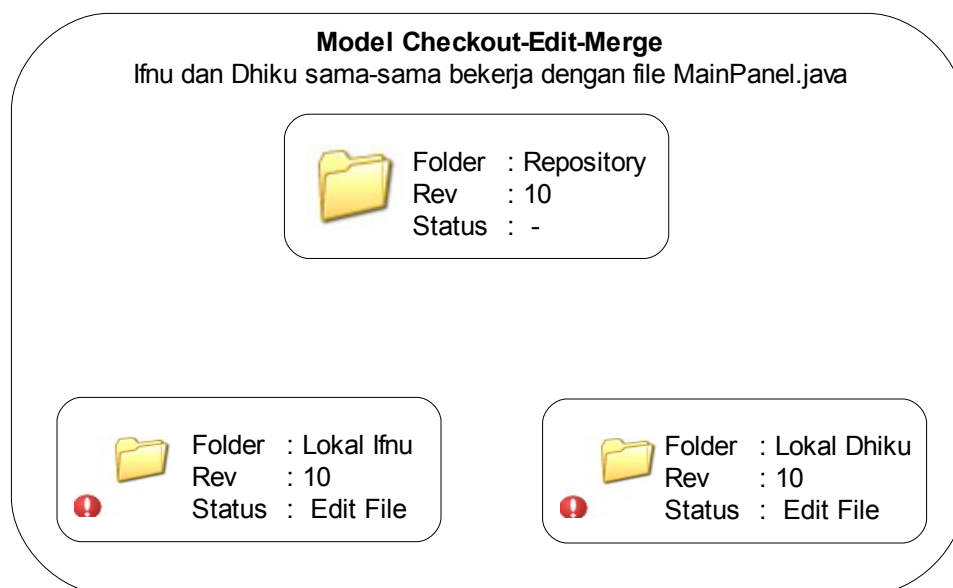 Model Checkout-Edit-Merge
Ifnu dan Dhiku sama-sama bekerja dengan file MainPanel.java
Folder : Repository
Rev : 10
Status : -
Folder : Lokal Ifnu
Rev : 10
Status : Edit File
Folder : Lokal Dhiku
Rev : 10
Status : Edit File